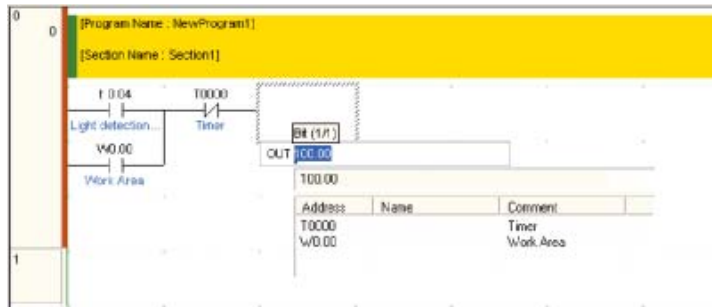 0
0
[Program Name : NewProgram1]
[Section Name : Section1]
I: 0.04
T0000
Light detection...
Timer
Bit (1/1)
W0.00
OUT 100.00
Work Area
100.00
Address Name Comment
T0000 Timer
W0.00 Work Area
1